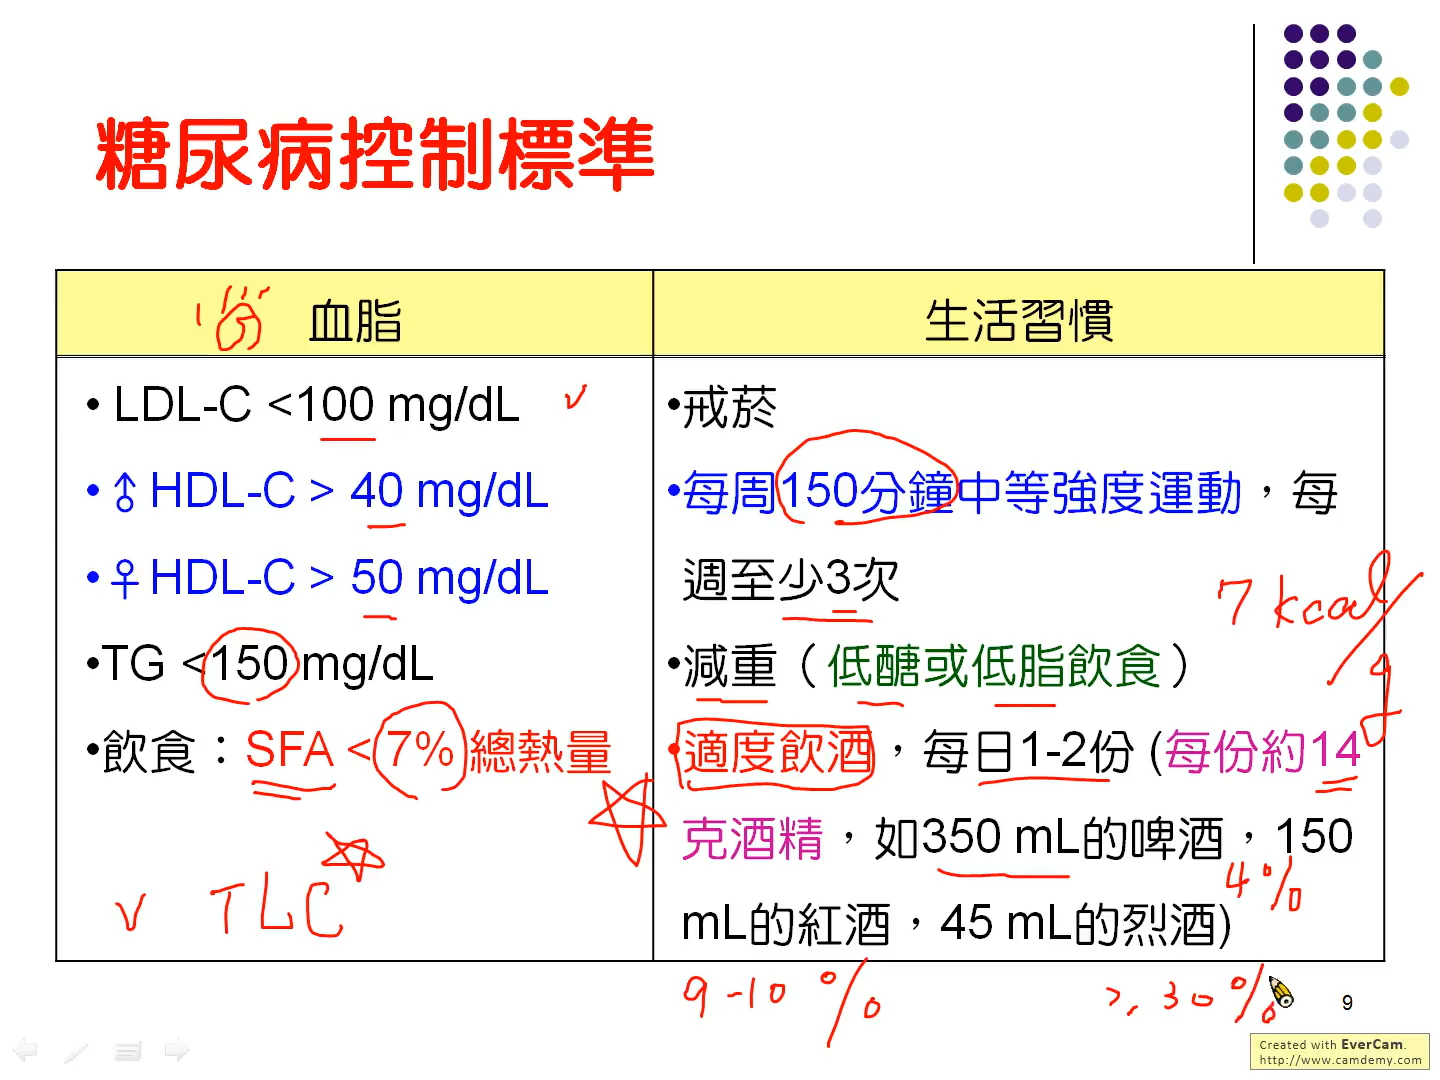 糖尿病控制標準
血脂
• LDL-C <100 mg/dL
• ♂ HDL-C > 40 mg/dL
• ♀ HDL-C > 50 mg/dL
•TG <150 mg/dL
•飲食：SFA < 7% 總熱量
TLC
生活習慣
•戒菸
•每周150分鐘中等強度運動，每
週至少3次
7 kcal/g
•減重（低醣或低脂飲食）
•適度飲酒，每日1-2份 (每份約14
克酒精，如350 mL的啤酒，150
4%
mL的紅酒，45 mL的烈酒)
9-10 %
30%
9
Created with EverCam.
http://www.camdemy.com